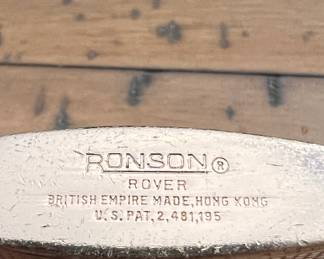 RONSON ®
ROVER
BRITISH EMPIRE MADE, HONG KONG
U.S. PAT. 2,481,195